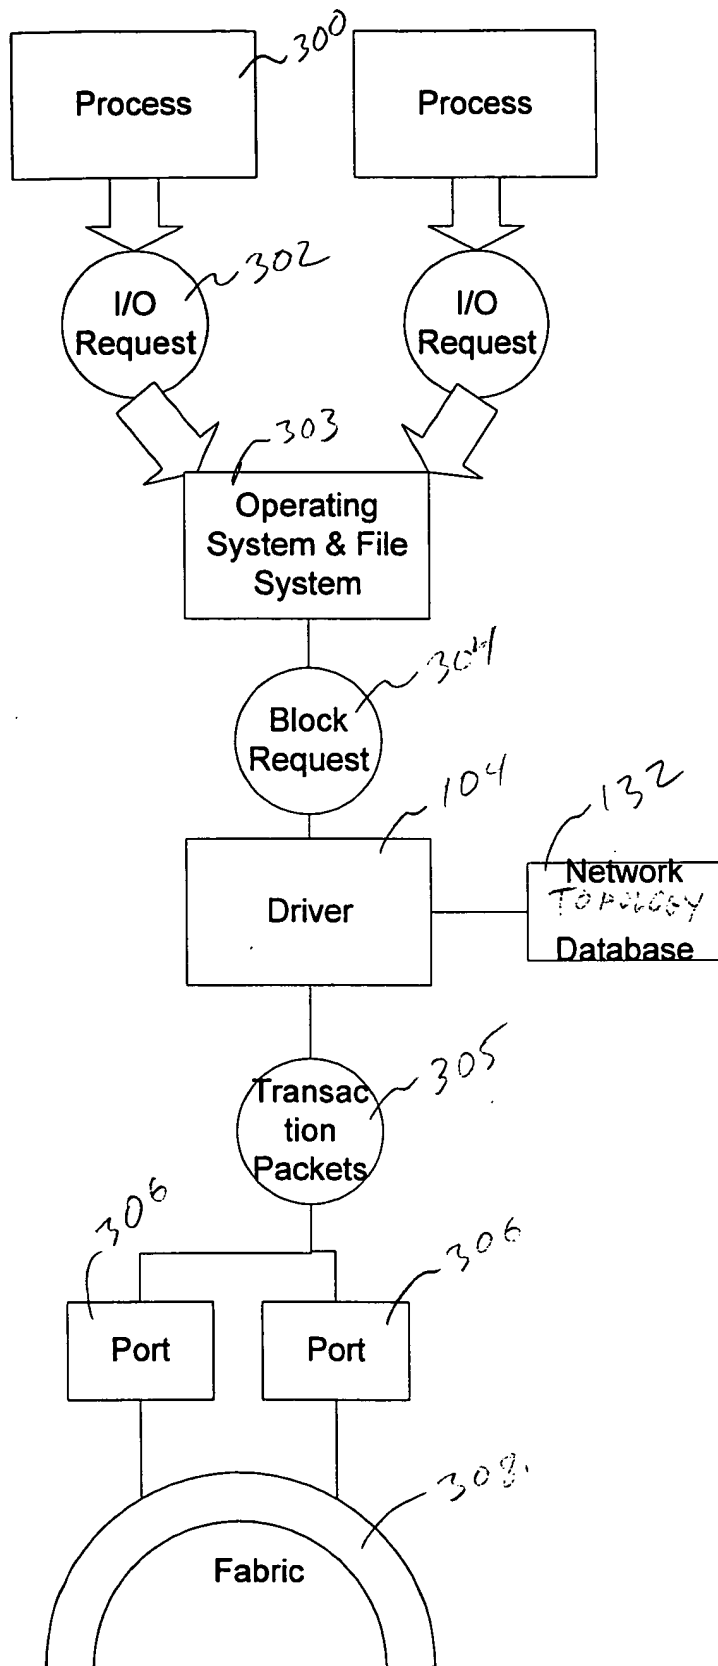 300
Process
Process
302
I/O
Request
I/O
Request
303
Operating
System & File
System
304
Block
Request
104
132
Driver
Network
TOPOLOGY
Database
305
Transac
tion
Packets
306
306
Port
Port
308.
Fabric